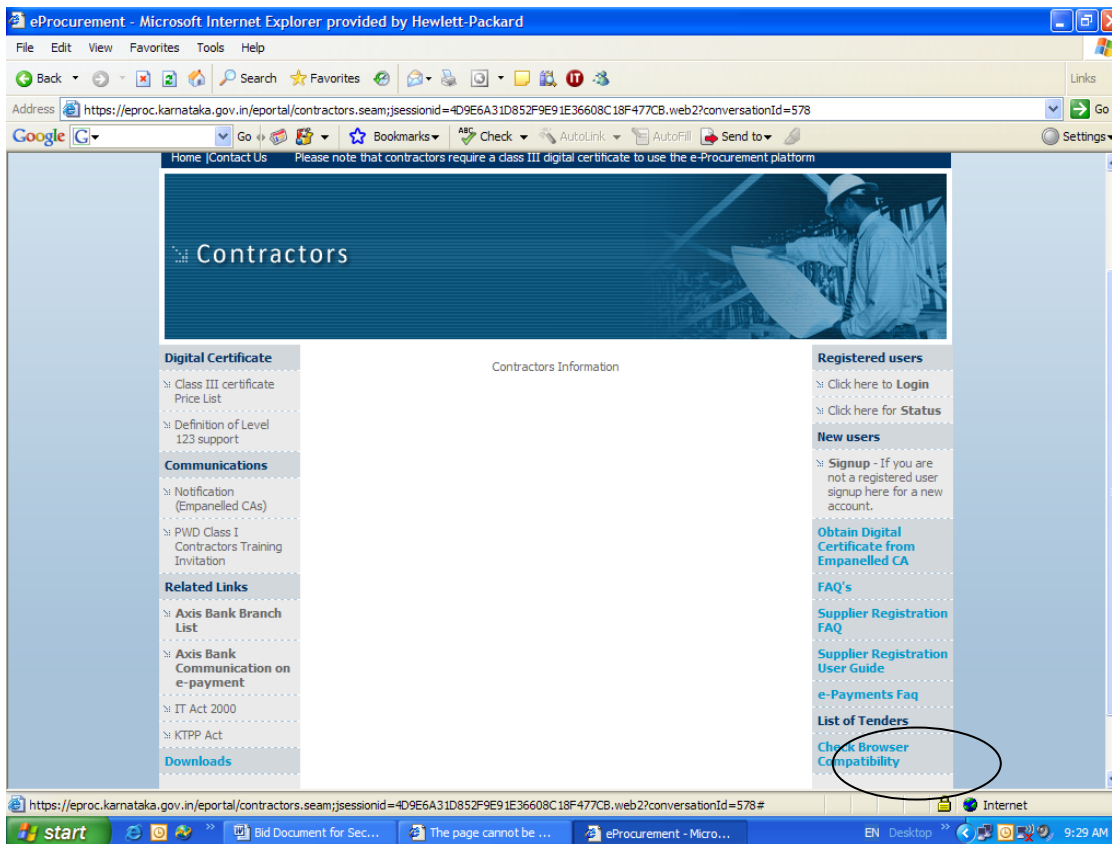 eProcurement - Microsoft Internet Explorer provided by Hewlett-Packard
File Edit View Favorites Tools Help
Back Search Favorites
Links
Address https://eproc.karnataka.gov.in/eportal/contractors.seam;jsessionid=4D9E6A31D852F9E91E36608C18F477CB.web2?conversationId=578 Go
Google G Go Bookmarks ABC Check AutoLink AutoFill Send to Settings
Home |Contact Us Please note that contractors require a class III digital certificate to use the e-Procurement platform
Contractors
Digital Certificate
Class III certificate
Price List
Definition of Level
123 support
Communications
Notification
(Empanelled CAs)
PWD Class I
Contractors Training
Invitation
Related Links
Axis Bank Branch
List
Axis Bank
Communication on
e-payment
IT Act 2000
KTPP Act
Downloads
Contractors Information
Registered users
Click here to Login
Click here for Status
New users
Signup - If you are
not a registered user
signup here for a new
account.
Obtain Digital
Certificate from
Empanelled CA
FAQ's
Supplier Registration
FAQ
Supplier Registration
User Guide
e-Payments Faq
List of Tenders
Check Browser
Compatibility
https://eproc.karnataka.gov.in/eportal/contractors.seam;jsessionid=4D9E6A31D852F9E91E36608C18F477CB.web2?conversationId=578# Internet
start Bid Document for Sec... The page cannot be ... eProcurement - Micro... EN Desktop 9:29 AM